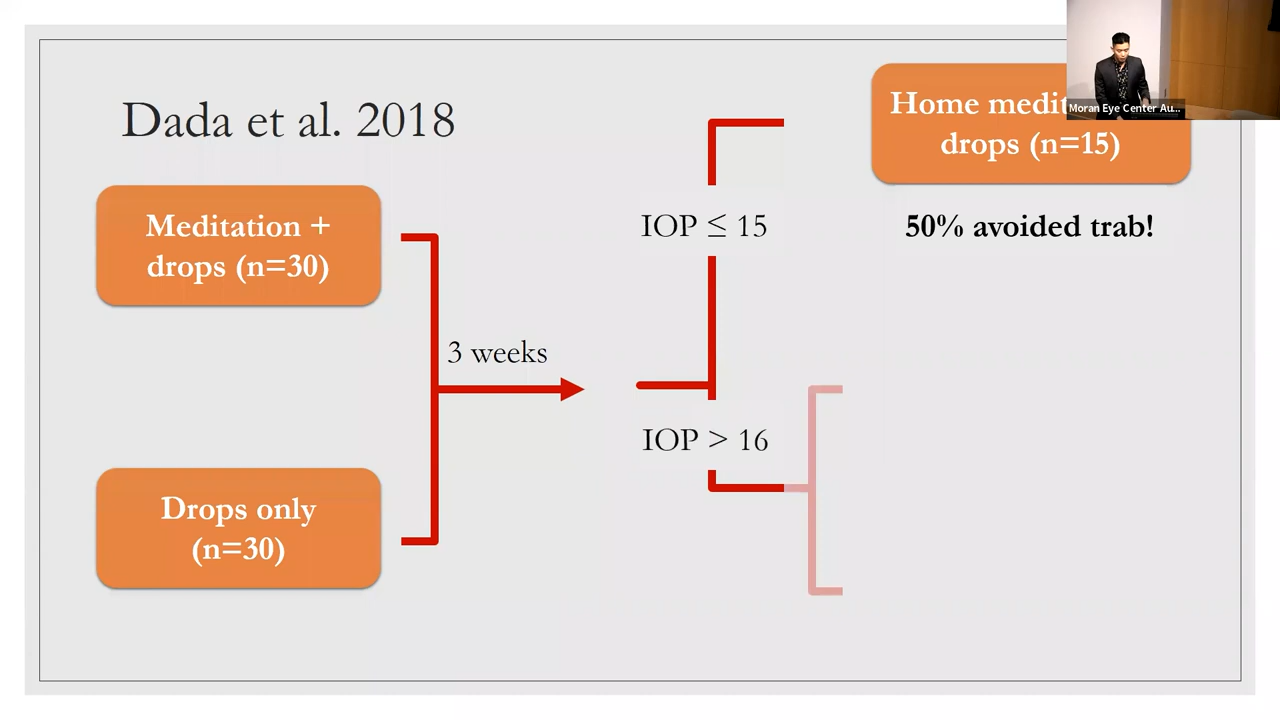 Dada et al. 2018
Meditation +
drops (n=30)
Drops only
(n=30)
3 weeks
IOP ≤ 15
IOP > 16
Home
drops (n=15)
50% avoided trab!
Moran Eye Center Au...